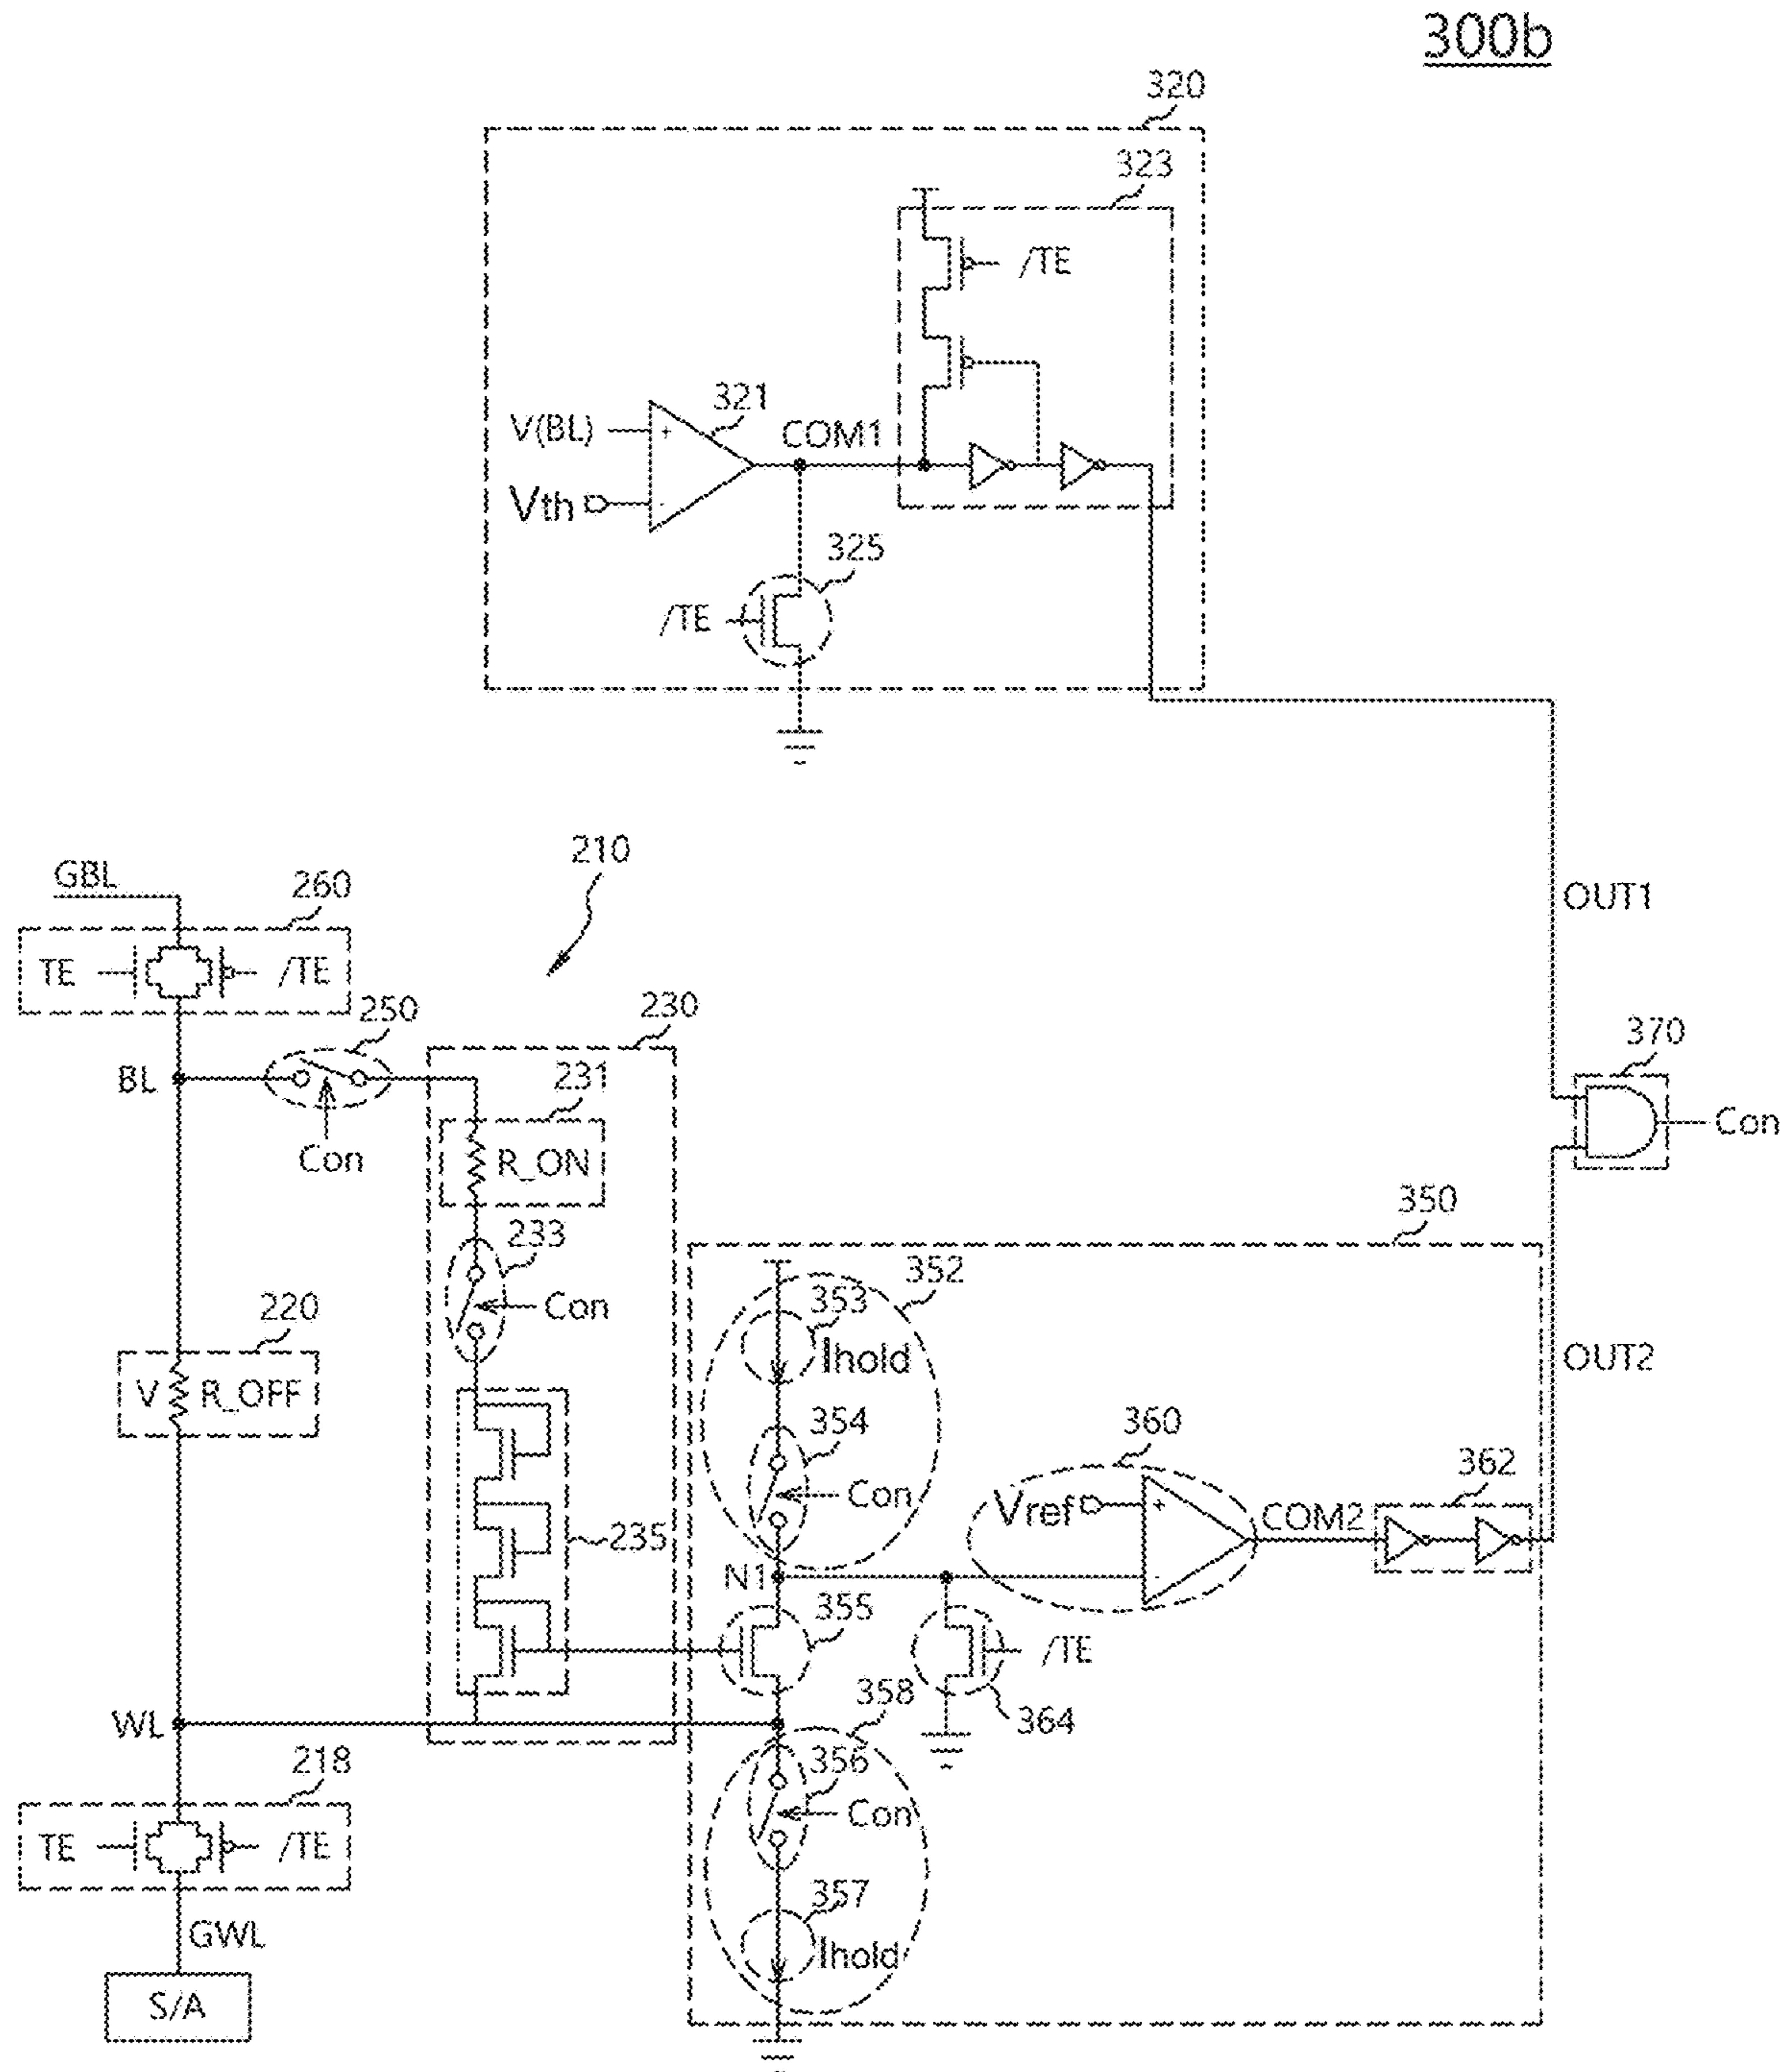 300b
320
323
/TE
321
V(BL)
+
COM1
Vth
-
325
/TE
210
GBL
260
OUT1
TE
/TE
250
230
370
231
BL
Con
Con
R_ON
350
233
352
353
Con
220
Ihold
OUT2
V
R_OFF
354
360
362
Con
Vref
+
COM2
235
N1
-
355
/TE
358
364
WL
356
218
Con
TE
/TE
357
GWL
Ihold
S/A